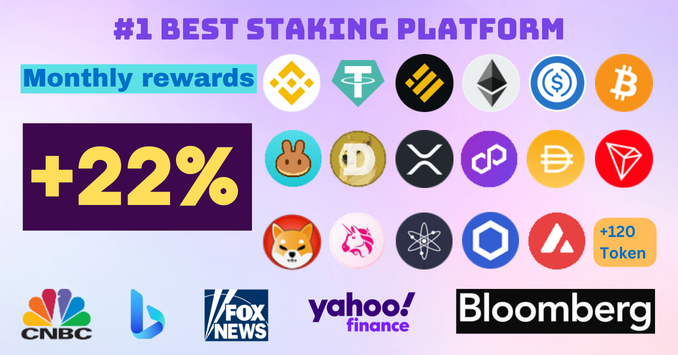 #1 BEST STAKING PLATFORM
Monthly rewards
+22%
+120
Token
CNBC
FOX
NEWS
yahoo!
finance
Bloomberg